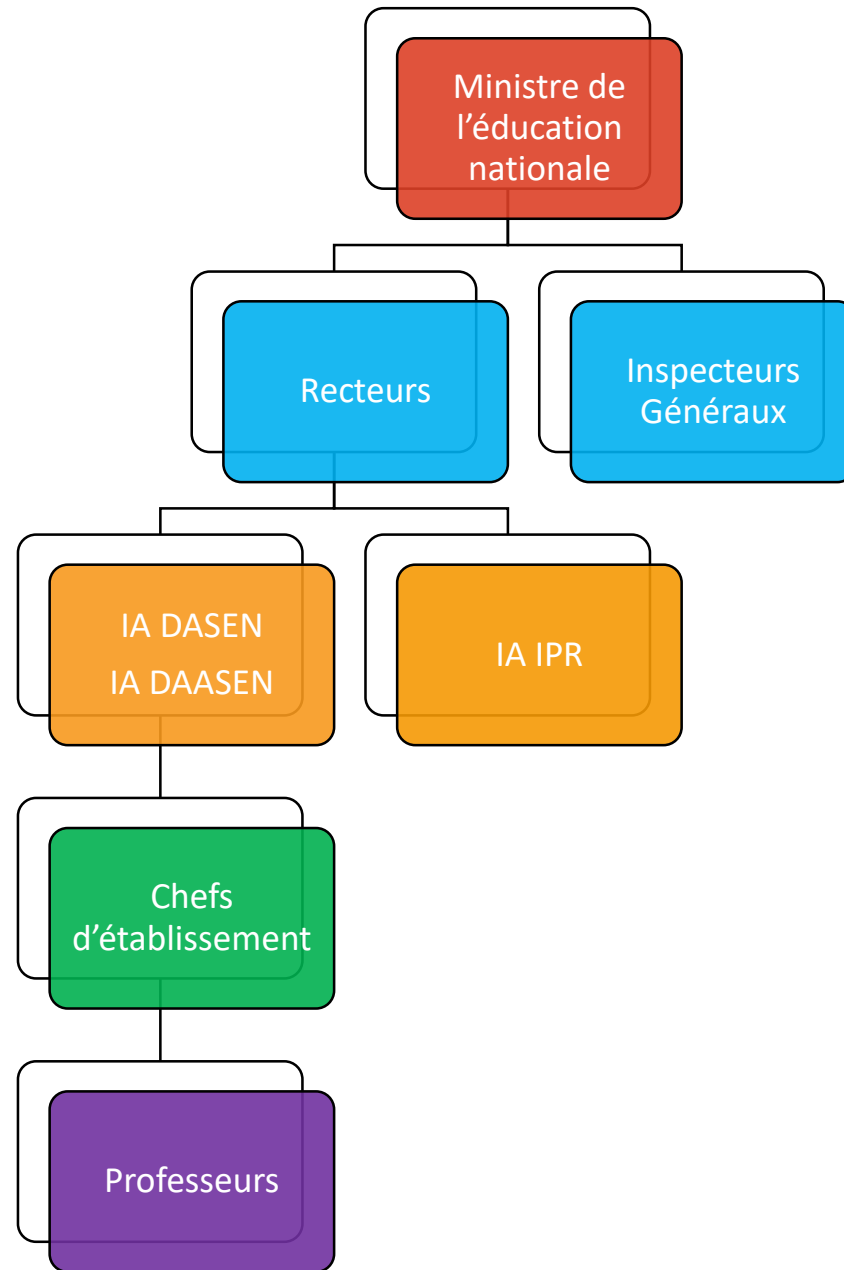 Ministre de
l’éducation
nationale
Recteurs
Inspecteurs
Généraux
IA DASEN
IA DAASEN
IA IPR
Chefs
d’établissement
Professeurs